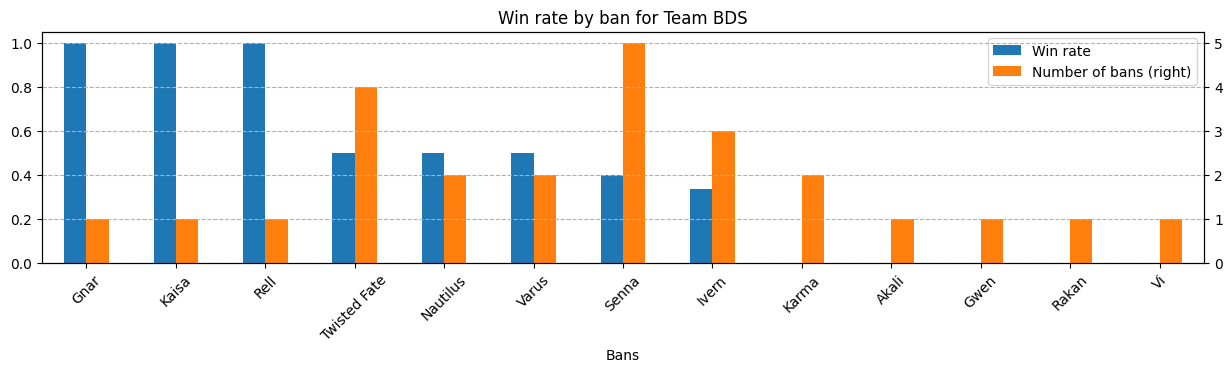 Win rate by ban for Team BDS
Win rate
Number of bans (right)
1.0
0.8
0.6
0.4
0.2
0.0
5
4
3
2
1
0
Gnar
Kaisa
Rell
Twisted Fate
Nautilus
Varus
Senna
Ivern
Karma
Akali
Gwen
Rakan
Vi
Bans